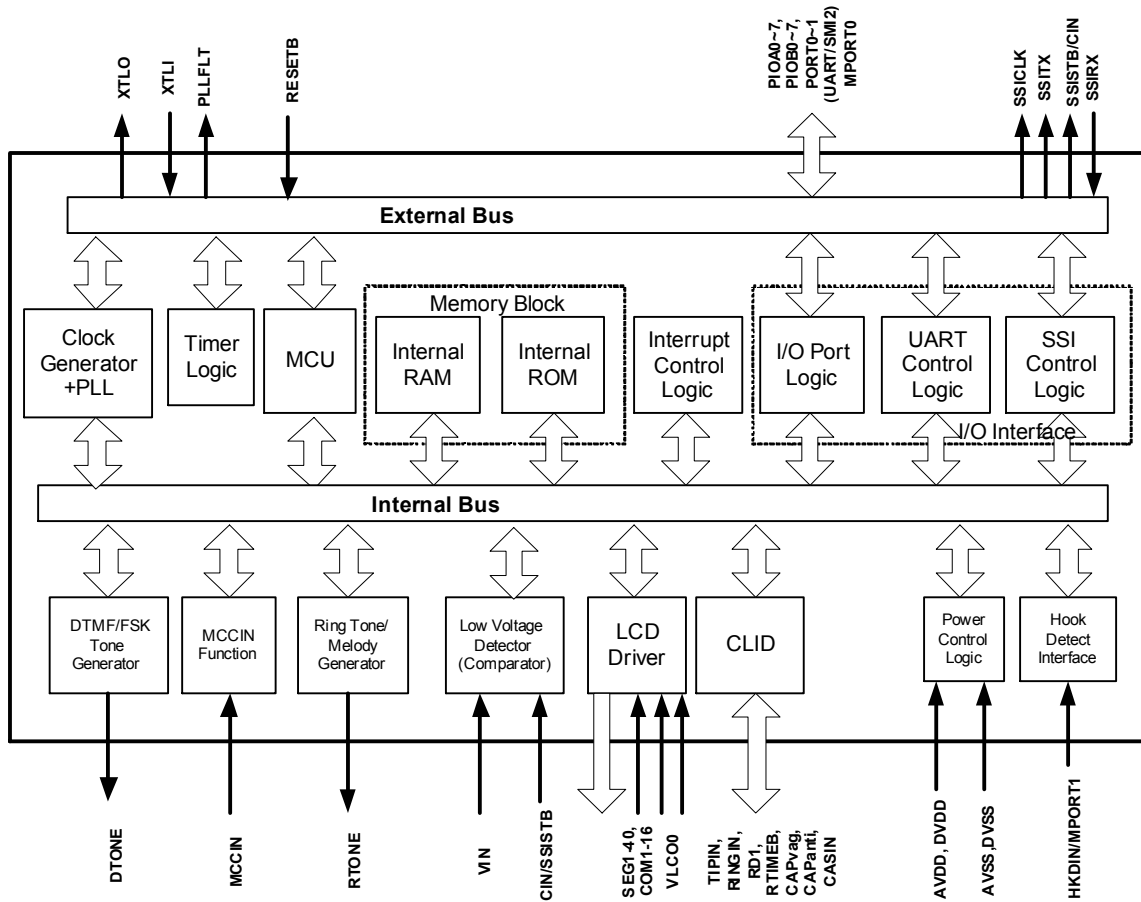 XTLO
XTLI
PLLFLT
RESETB
PIOA0~7,
PIOB0~7,
PORT0~1
(UART/SMI2)
MPORT0
SSICLK
SSITX
SSISTB/CIN
SSIRX
External Bus
Clock
Generator
+PLL
Timer
Logic
MCU
Memory Block
Internal
RAM
Internal
ROM
Interrupt
Control
Logic
I/O Port
Logic
UART
Control
Logic
SSI
Control
Logic
I/O Interface
Internal Bus
DTMF/FSK
Tone
Generator
MCCIN
Function
Ring Tone/
Melody
Generator
Low Voltage
Detector
(Comparator)
LCD
Driver
CLID
Power
Control
Logic
Hook
Detect
Interface
DTONE
MCCIN
RTONE
VIN
CIN/SSISTB
SEG1-40,
COM1-16
VLCO0
TIPIN,
RINGIN,
RD1,
RTIMEB,
CAPvag,
CAPanti,
CASIN
AVDD, DVDD
AVSS,DVSS
HKDIN/MPORT1